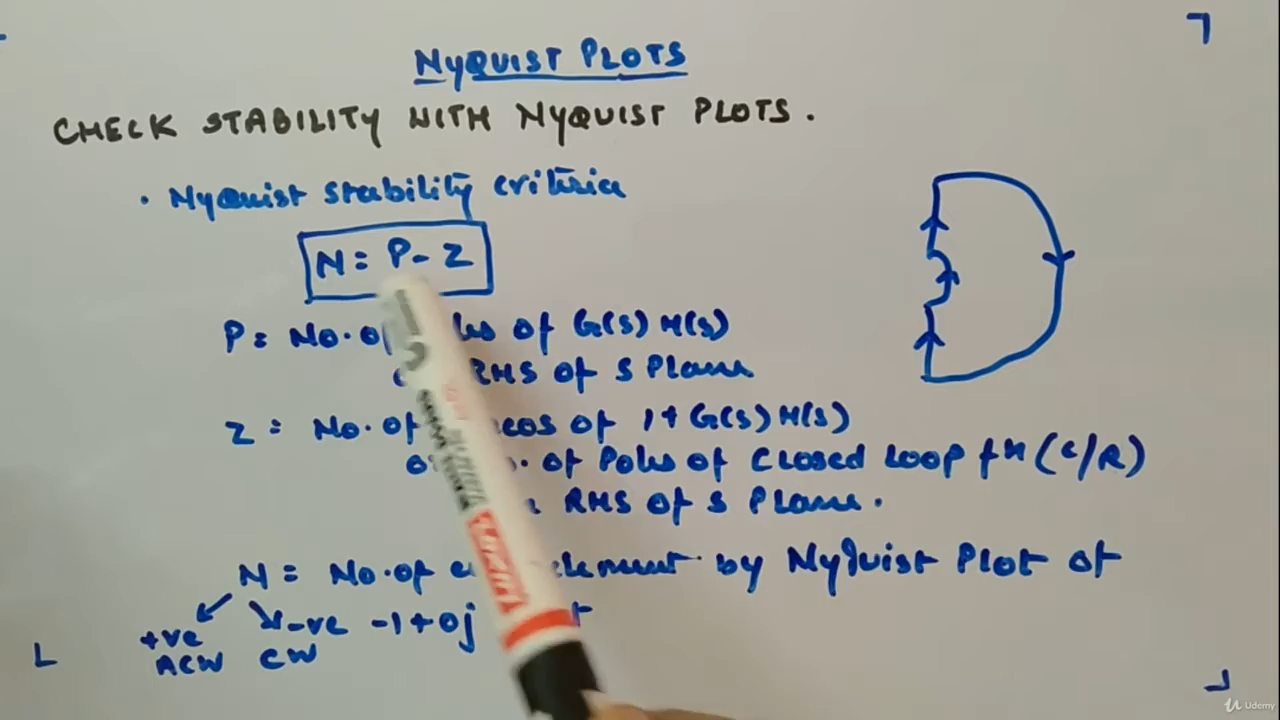 NYQUIST PLOTS
CHECK STABILITY WITH NYQUIST PLOTS.
• Nyquist stability criteria
N = P - Z
P = No. of of G(s) H(s)
RHS of S Plane
Z = No. of of 1 + G(s) H(s)
of Poles of Closed Loop fn (C/R)
RHS of S Plane.
N = No. of by Nyquist Plot of
+ve -ve -1+0j
ACW CW
Udemy